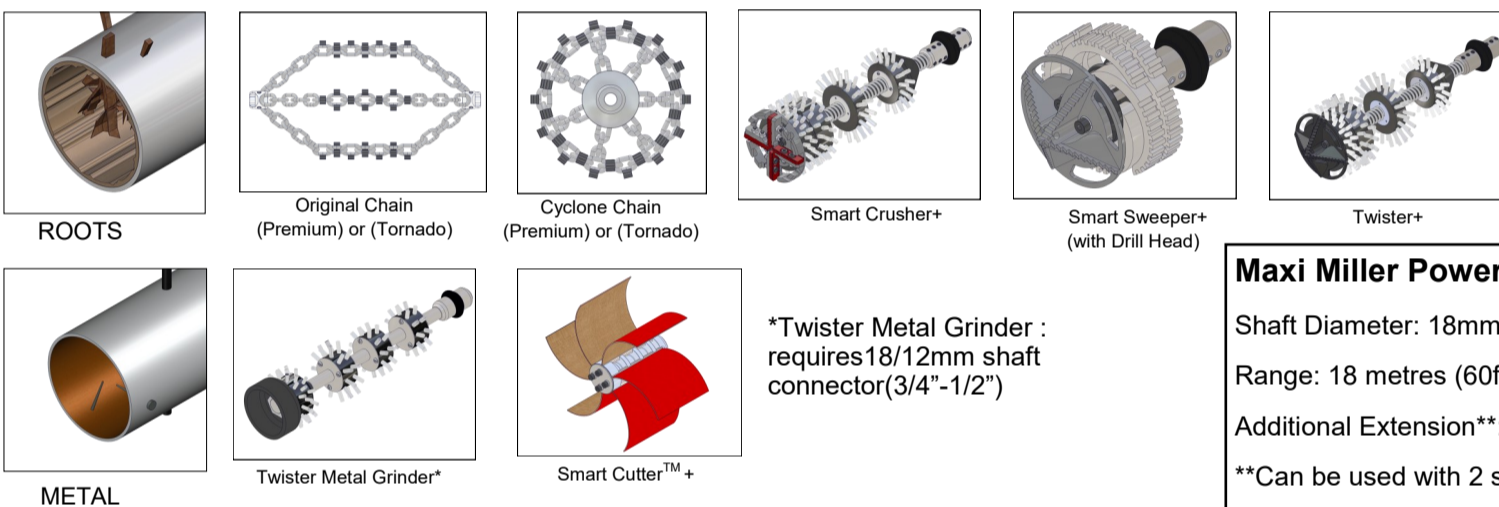 ROOTS
Original Chain
(Premium) or (Tornado)
Cyclone Chain
(Premium) or (Tornado)
Smart Crusher+
Smart Sweeper+
(with Drill Head)
Twister+
METAL
Twister Metal Grinder*
Smart Cutter™ +
*Twister Metal Grinder :
requires18/12mm shaft
connector(3/4”-1/2”)
Maxi Miller Power
Shaft Diameter: 18mm
Range: 18 metres (60f
Additional Extension**
**Can be used with 2 s